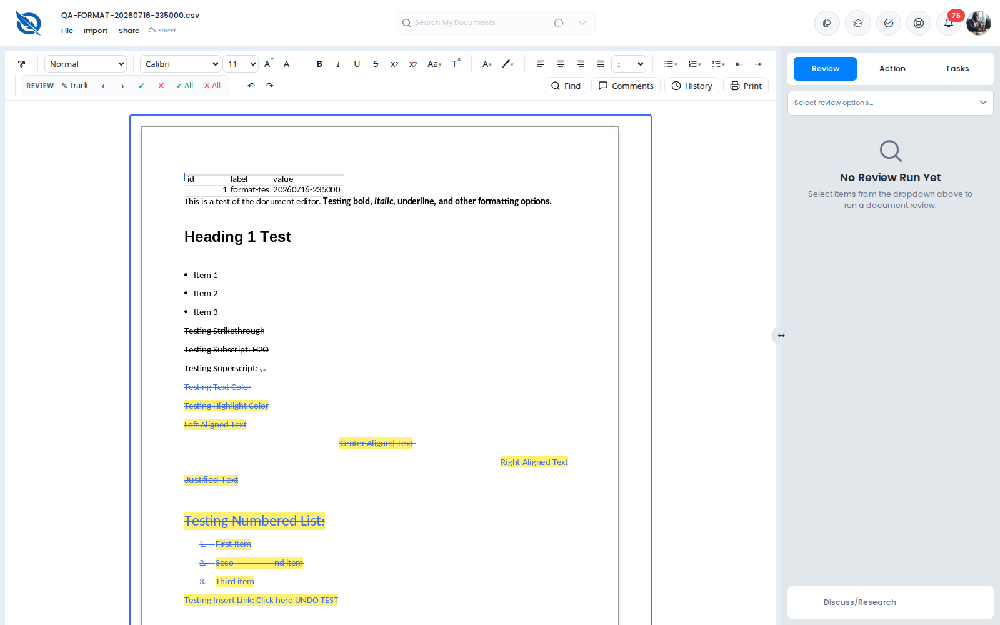 QA-FORMAT-20260716-235000.csv
File Import Share Saved
Search My Documents
76
Normal Calibri 11 A+ A− B I U S x2 x2 Aa Tx A
REVIEW Track ✓ All ✕ All Find Comments History Print
Review Action Tasks
Select review options...
No Review Run Yet
Select items from the dropdown above to
run a document review.
id label value
1 format-tes 20260716-235000
This is a test of the document editor. Testing bold, italic, underline, and other formatting options.
Heading 1 Test
• Item 1
• Item 2
• Item 3
Testing Strikethrough
Testing Subscript: H2O
Testing Superscript: x2
Testing Text Color
Testing Highlight Color
Left Aligned Text
Center Aligned Text
Right Aligned Text
Justified Text
Testing Numbered List:
1. First item
2. Seco nd item
3. Third item
Testing Insert Link: Click here UNDO TEST
Discuss/Research